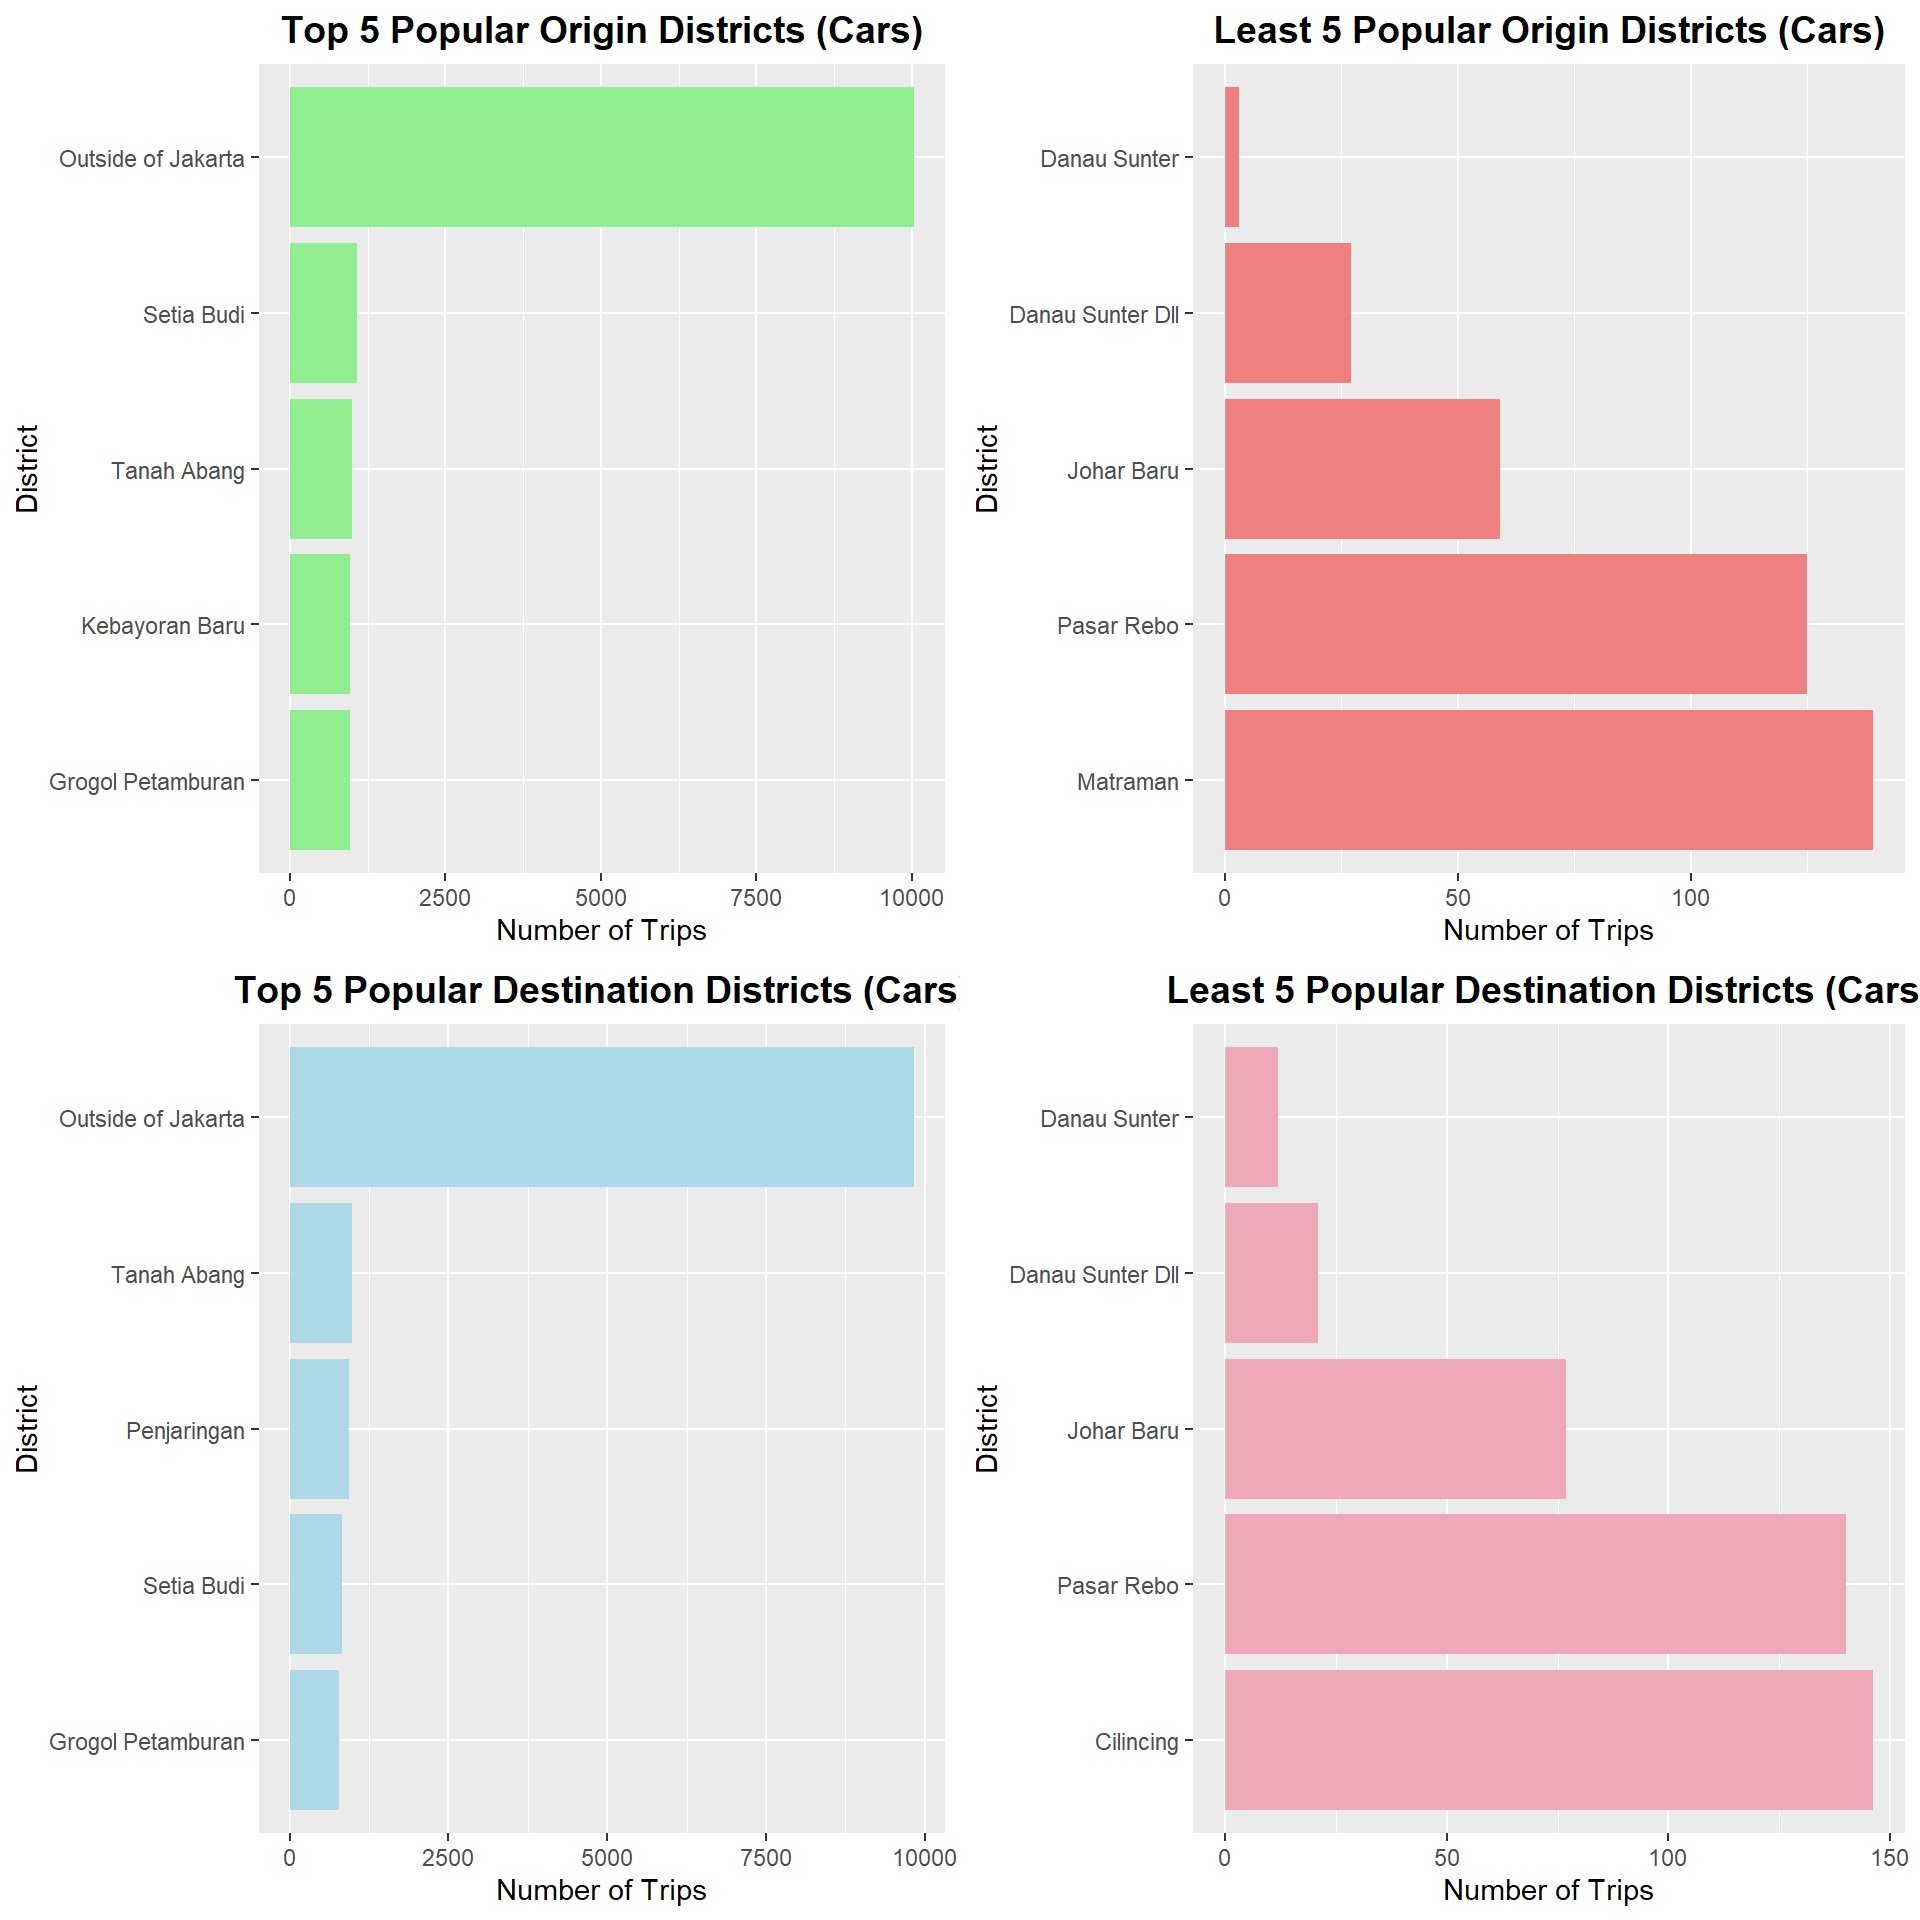 Top 5 Popular Origin Districts (Cars)
Outside of Jakarta
Setia Budi
Tanah Abang
Kebayoran Baru
Grogol Petamburan
District
0 2500 5000 7500 10000
Number of Trips
Least 5 Popular Origin Districts (Cars)
Danau Sunter
Danau Sunter Dll
Johar Baru
Pasar Rebo
Matraman
District
0 50 100
Number of Trips
Top 5 Popular Destination Districts (Cars
Outside of Jakarta
Tanah Abang
Penjaringan
Setia Budi
Grogol Petamburan
District
0 2500 5000 7500 10000
Number of Trips
Least 5 Popular Destination Districts (Cars
Danau Sunter
Danau Sunter Dll
Johar Baru
Pasar Rebo
Cilincing
District
0 50 100 150
Number of Trips